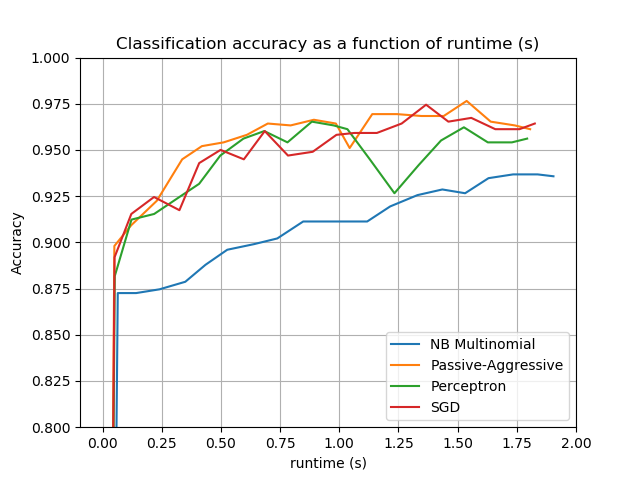 Classification accuracy as a function of runtime (s)
1.000
0.975
0.950
0.925
0.900
0.875
0.850
0.825
0.800
Accuracy
NB Multinomial
Passive-Aggressive
Perceptron
SGD
0.00 0.25 0.50 0.75 1.00 1.25 1.50 1.75 2.00
runtime (s)